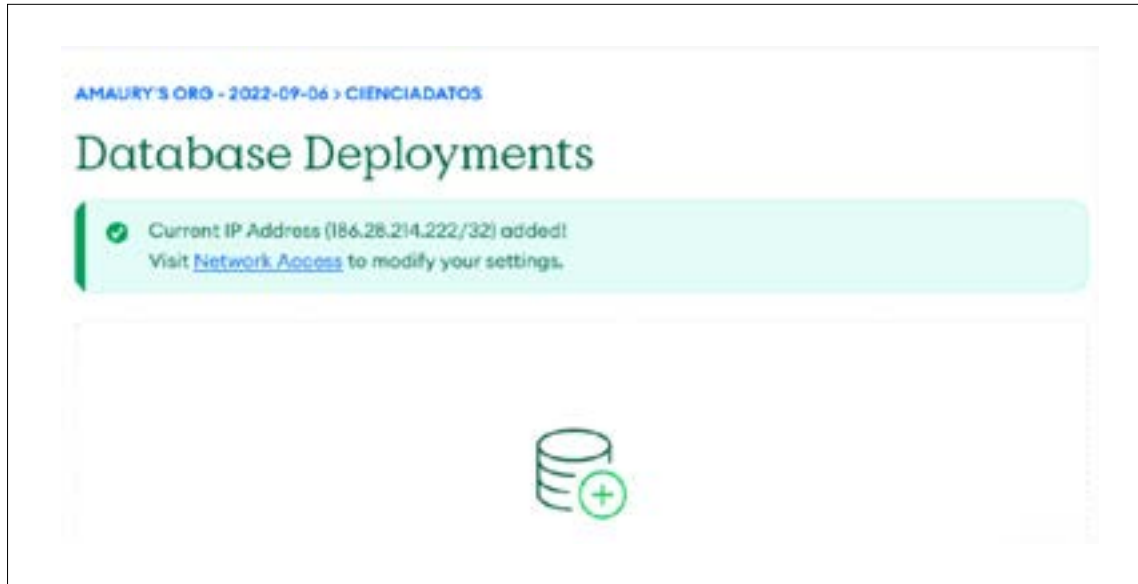 AMAURY'S ORG - 2022-09-06 > CIENCIADATOS
Database Deployments
Current IP Address (186.28.214.222/32) added!
Visit Network Access to modify your settings.